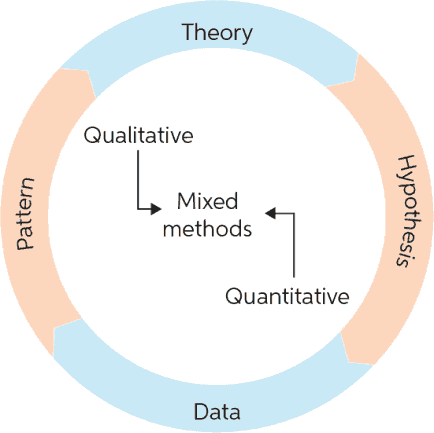 Theory
Qualitative
Pattern
Mixed
methods
Hypothesis
Quantitative
Data